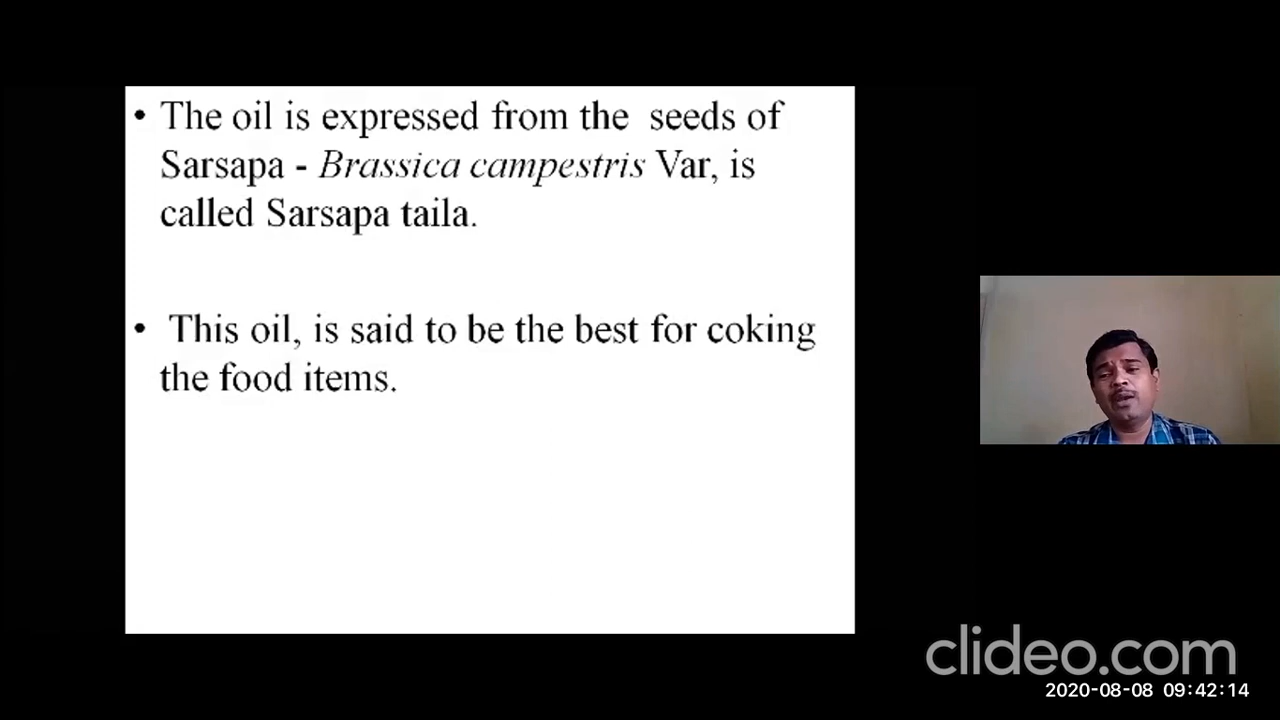 • The oil is expressed from the seeds of
Sarsapa - Brassica campestris Var, is
called Sarsapa taila.
• This oil, is said to be the best for coking
the food items.
clideo.com
2020-08-08 09:42:14